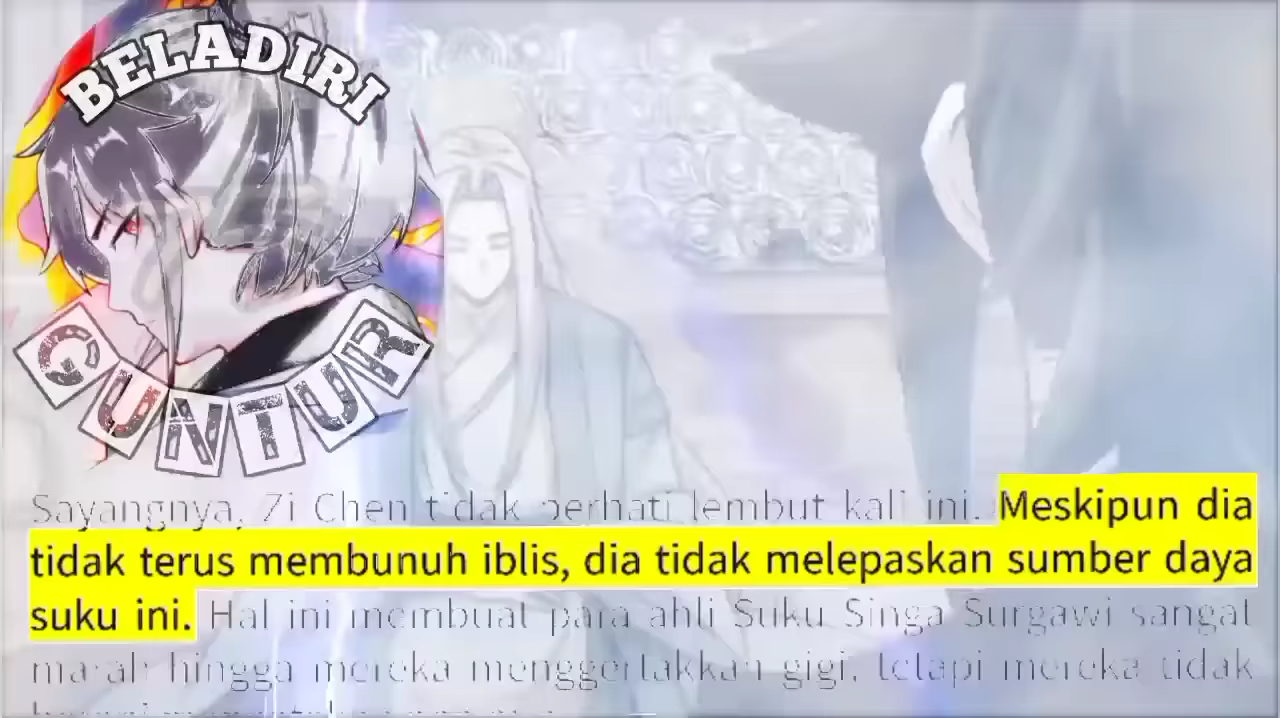 BELADIRI
GUNTUR
Sayangnya, Zi Chen tidak berhati lembut kali ini. Meskipun dia
tidak terus membunuh iblis, dia tidak melepaskan sumber daya
suku ini. Hal ini membuat para ahli Suku Singa Surgawi sangat
marah hingga mereka menggertakkan gigi, tetapi mereka tidak